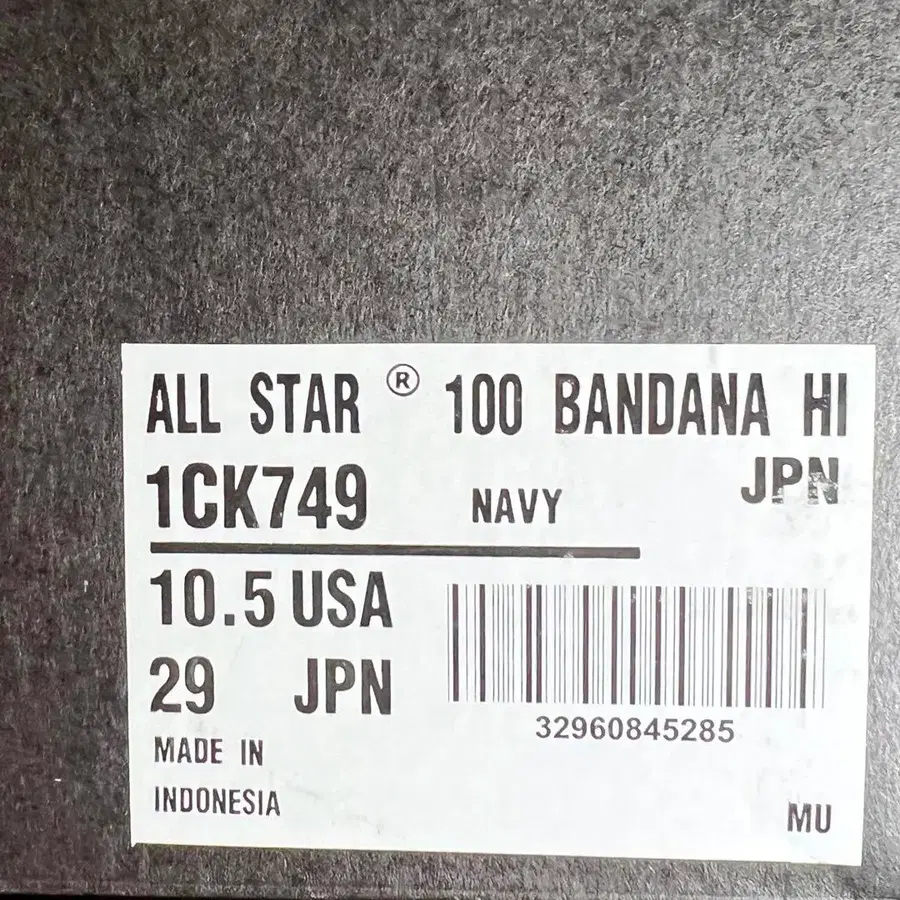 ALL STAR ® 100 BANDANA HI
1CK749 NAVY JPN
10.5 USA
29 JPN
32960845285
MADE IN
INDONESIA
MU